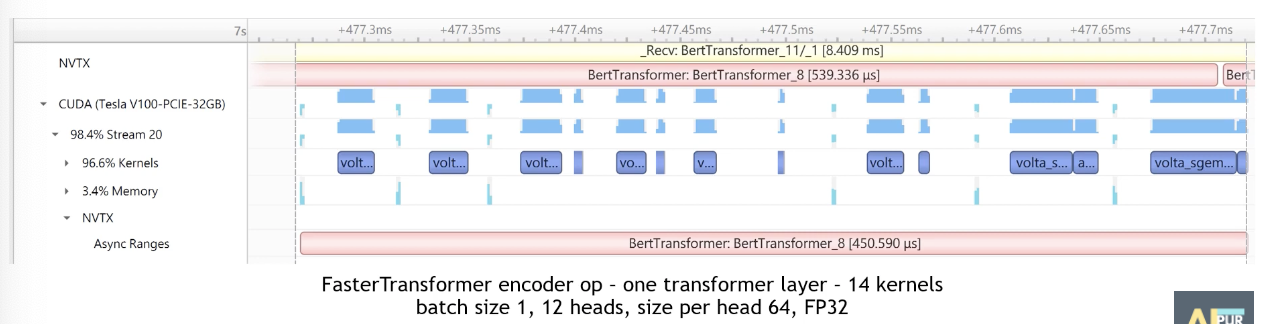 7s +477.3ms +477.35ms +477.4ms +477.45ms +477.5ms +477.55ms +477.6ms +477.65ms +477.7ms
NVTX
_Recv: BertTransformer_11/_1 [8.409 ms]
BertTransformer: BertTransformer_8 [539.336 µs] BertT
CUDA (Tesla V100-PCIE-32GB)
98.4% Stream 20
96.6% Kernels volt... volt... volt... vo... v... volt... volta_s... a... volta_sgem...
3.4% Memory
NVTX
Async Ranges BertTransformer: BertTransformer_8 [450.590 µs]
FasterTransformer encoder op - one transformer layer - 14 kernels
batch size 1, 12 heads, size per head 64, FP32